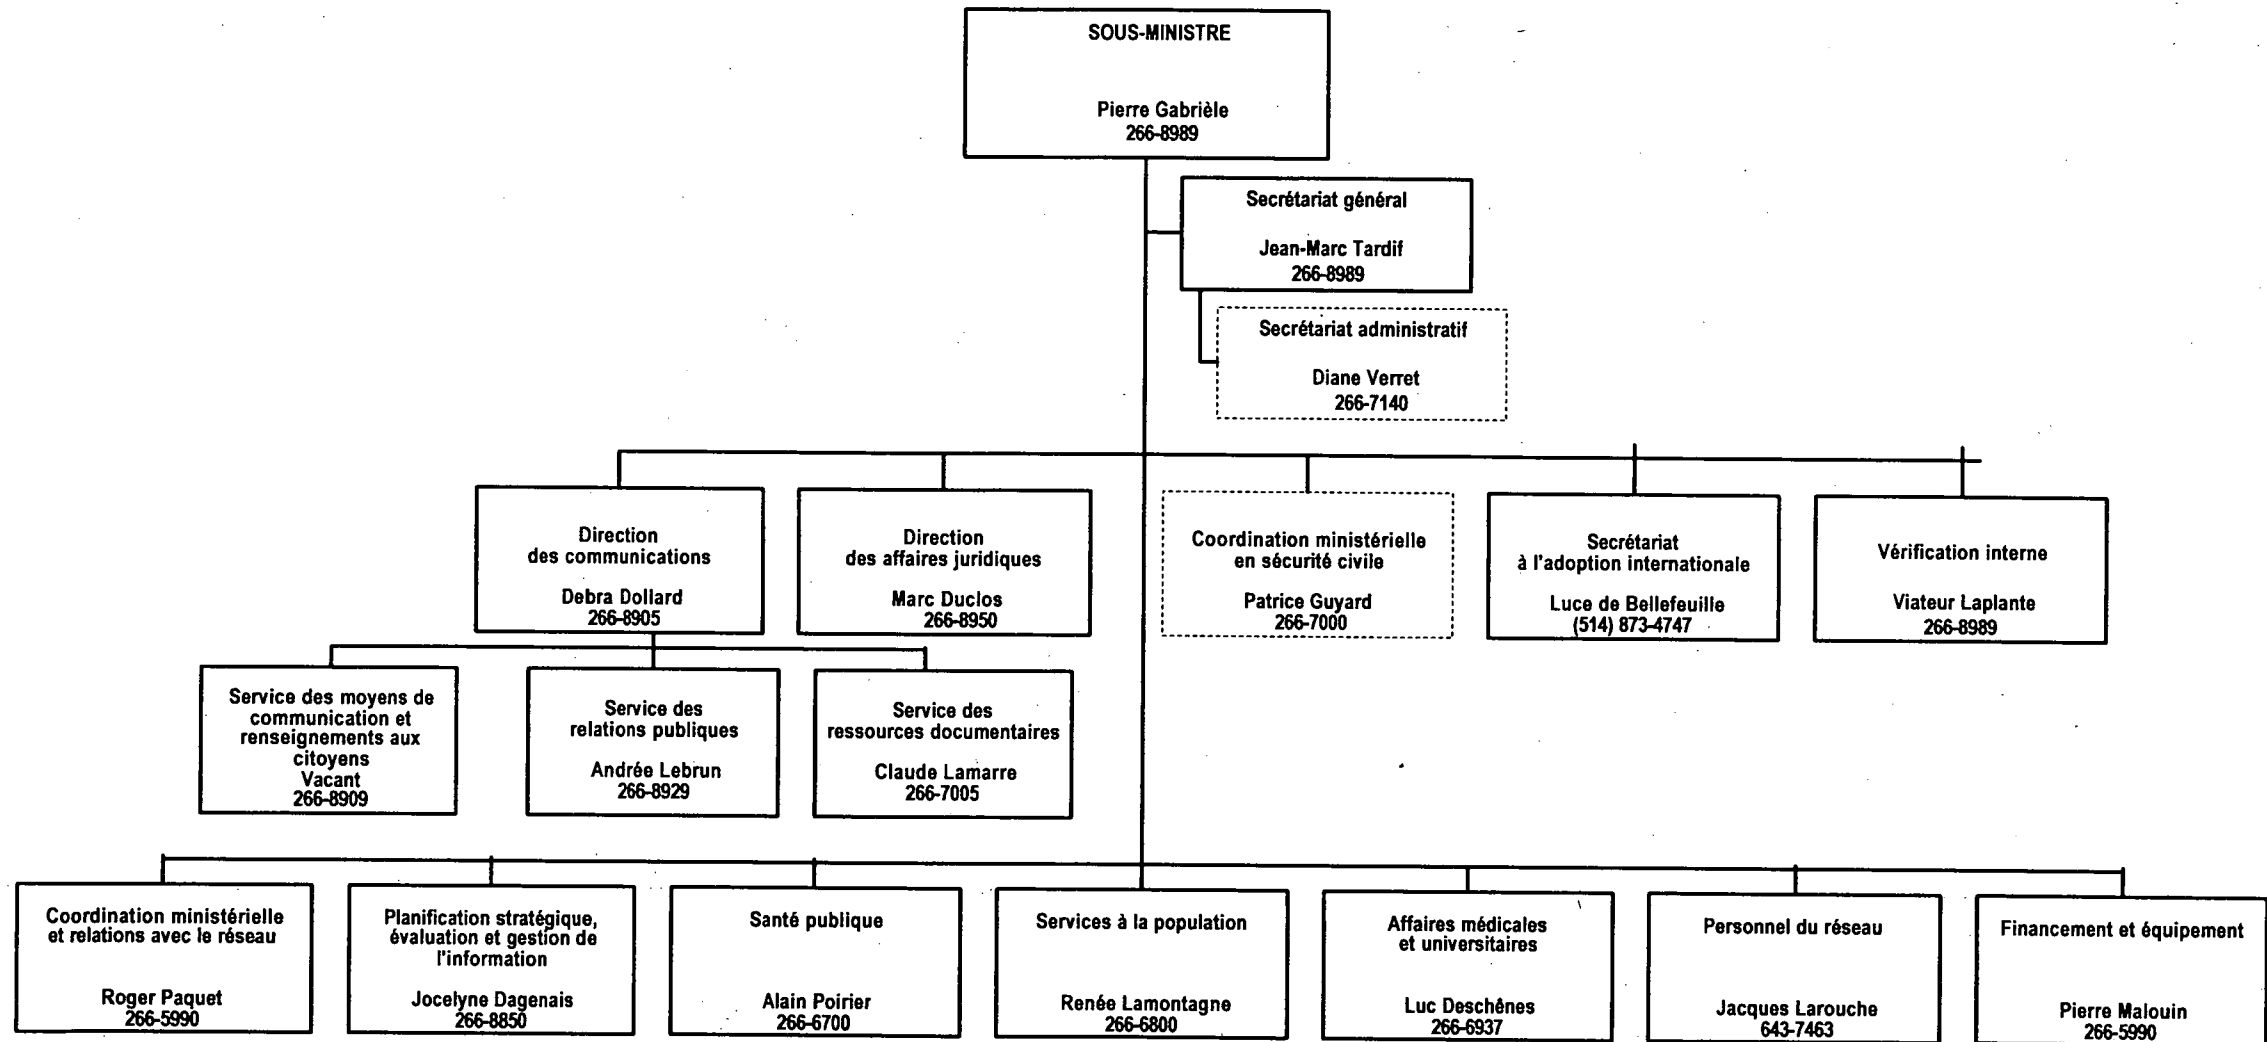 SOUS-MINISTRE
Pierre Gabrièle
266-8989
Secrétariat général
Jean-Marc Tardif
266-8989
Secrétariat administratif
Diane Verret
266-7140
Direction
des communications
Debra Dollard
266-8905
Direction
des affaires juridiques
Marc Duclos
266-8950
Coordination ministérielle
en sécurité civile
Patrice Guyard
266-7000
Secrétariat
à l'adoption internationale
Luce de Bellefeuille
(514) 873-4747
Vérification interne
Viateur Laplante
266-8989
Service des moyens de
communication et
renseignements aux
citoyens
Vacant
266-8909
Service des
relations publiques
Andrée Lebrun
266-8929
Service des
ressources documentaires
Claude Lamarre
266-7005
Coordination ministérielle
et relations avec le réseau
Roger Paquet
266-5990
Planification stratégique,
évaluation et gestion de
l'information
Jocelyne Dagenais
266-8850
Santé publique
Alain Poirier
266-6700
Services à la population
Renée Lamontagne
266-6800
Affaires médicales
et universitaires
Luc Deschênes
266-6937
Personnel du réseau
Jacques Larouche
643-7463
Financement et équipement
Pierre Malouin
266-5990